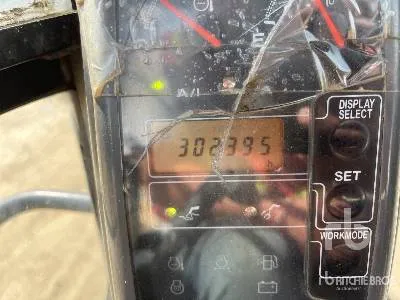 E
A/I
DISPLAY
SELECT
302395
SET
WORKMODE
RITCHIE BROS